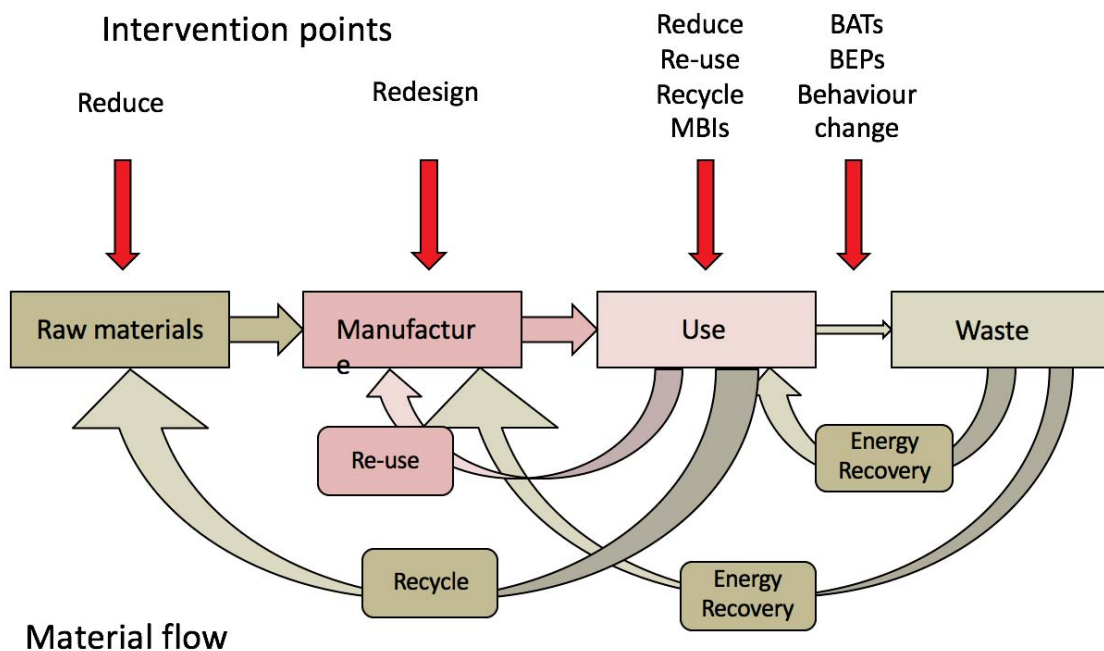 Intervention points
Reduce
Redesign
Reduce
Re-use
Recycle
MBIs
BATs
BEPs
Behaviour
change
Raw materials
Manufactur
e
Use
Waste
Re-use
Energy
Recovery
Recycle
Energy
Recovery
Material flow